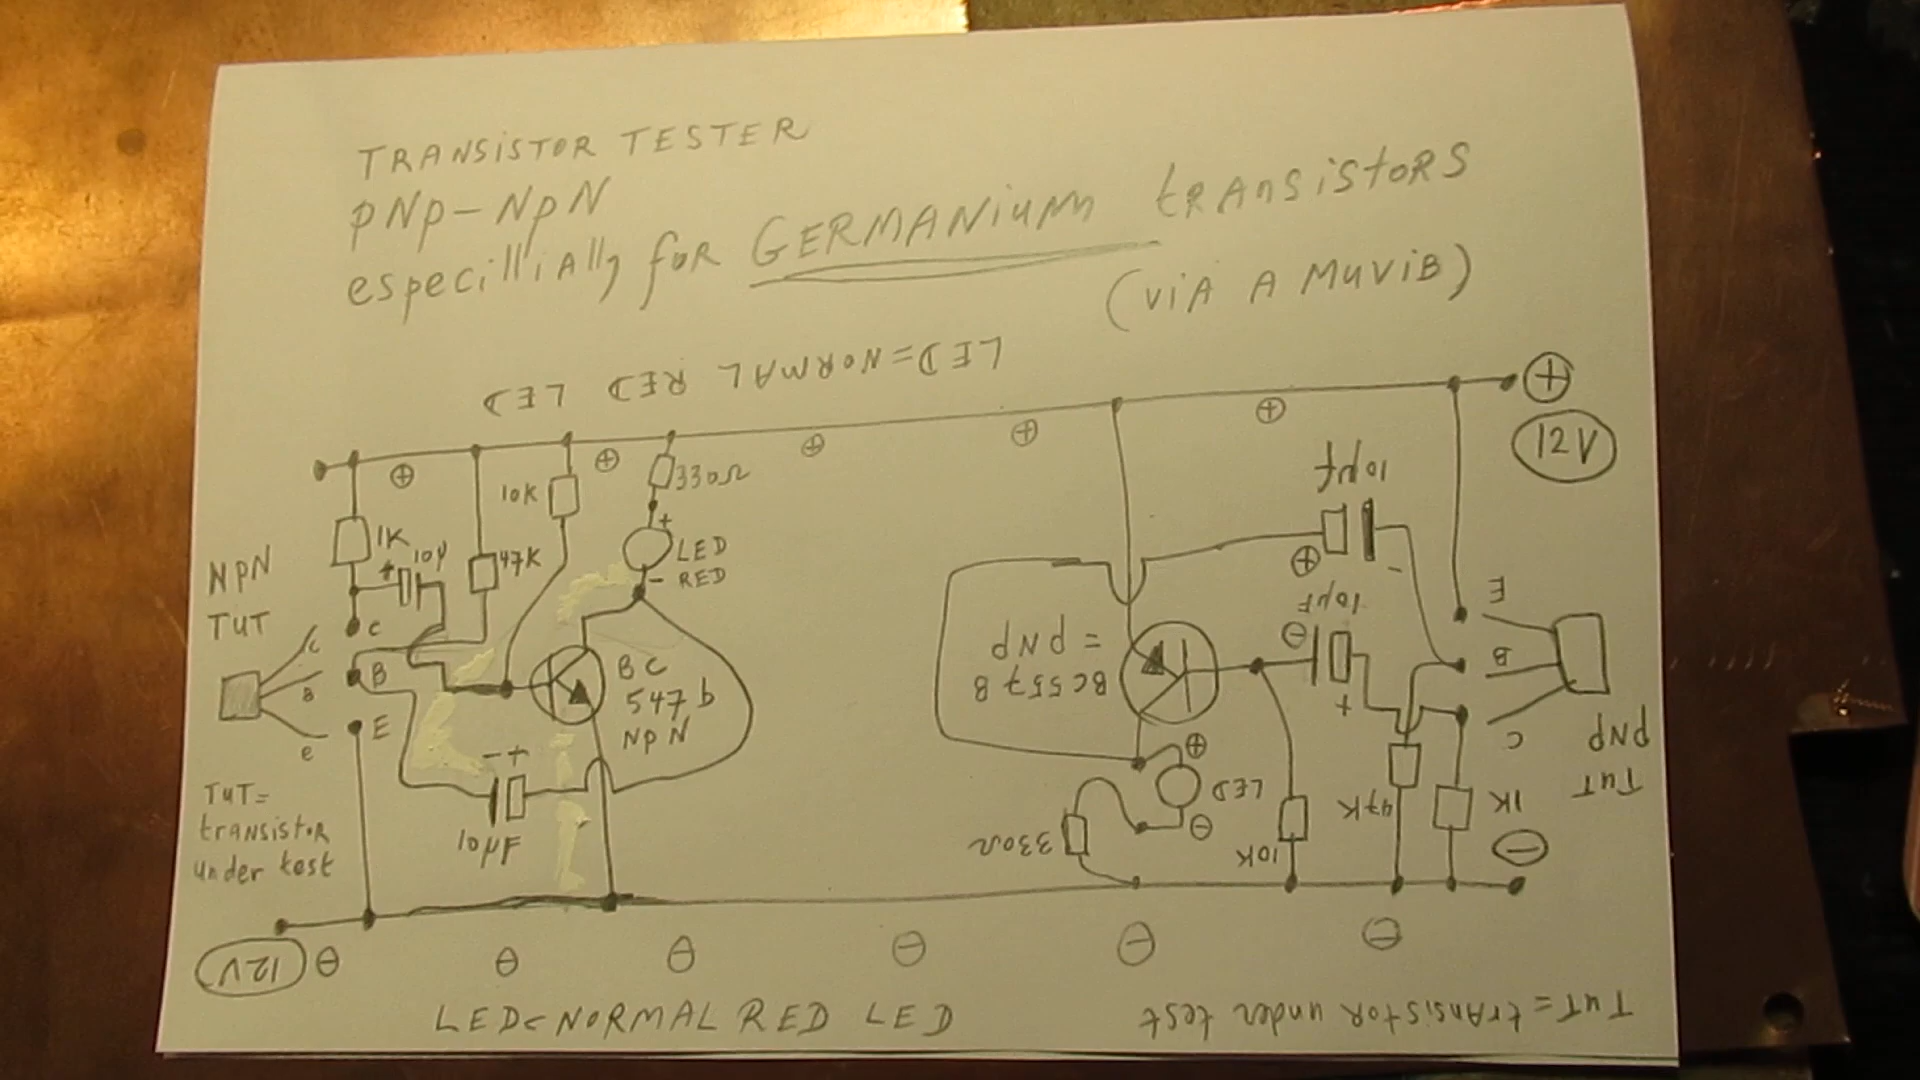 TRANSISTOR TESTER
PNP-NPN
especillially for GERMANIUM transistors
(VIA A MUVIB)
LED=NORMAL RED LED
+
12V
+
+
+
+
+
330Ω
10K
1K
10µ
+
47K
+
LED
- RED
NPN
TUT
C
B
E
C
B
e
BC
547b
NPN
- +
10µF
TUT=
transistor
under test
10µF
+
-
10µF
-
+
BC557B
= PNP
E
B
C
E
B
C
PNP
TUT
+
LED
-
330Ω
10K
47K
1K
-
12V
-
-
-
-
-
-
LED=NORMAL RED LED
TUT=transistor under test